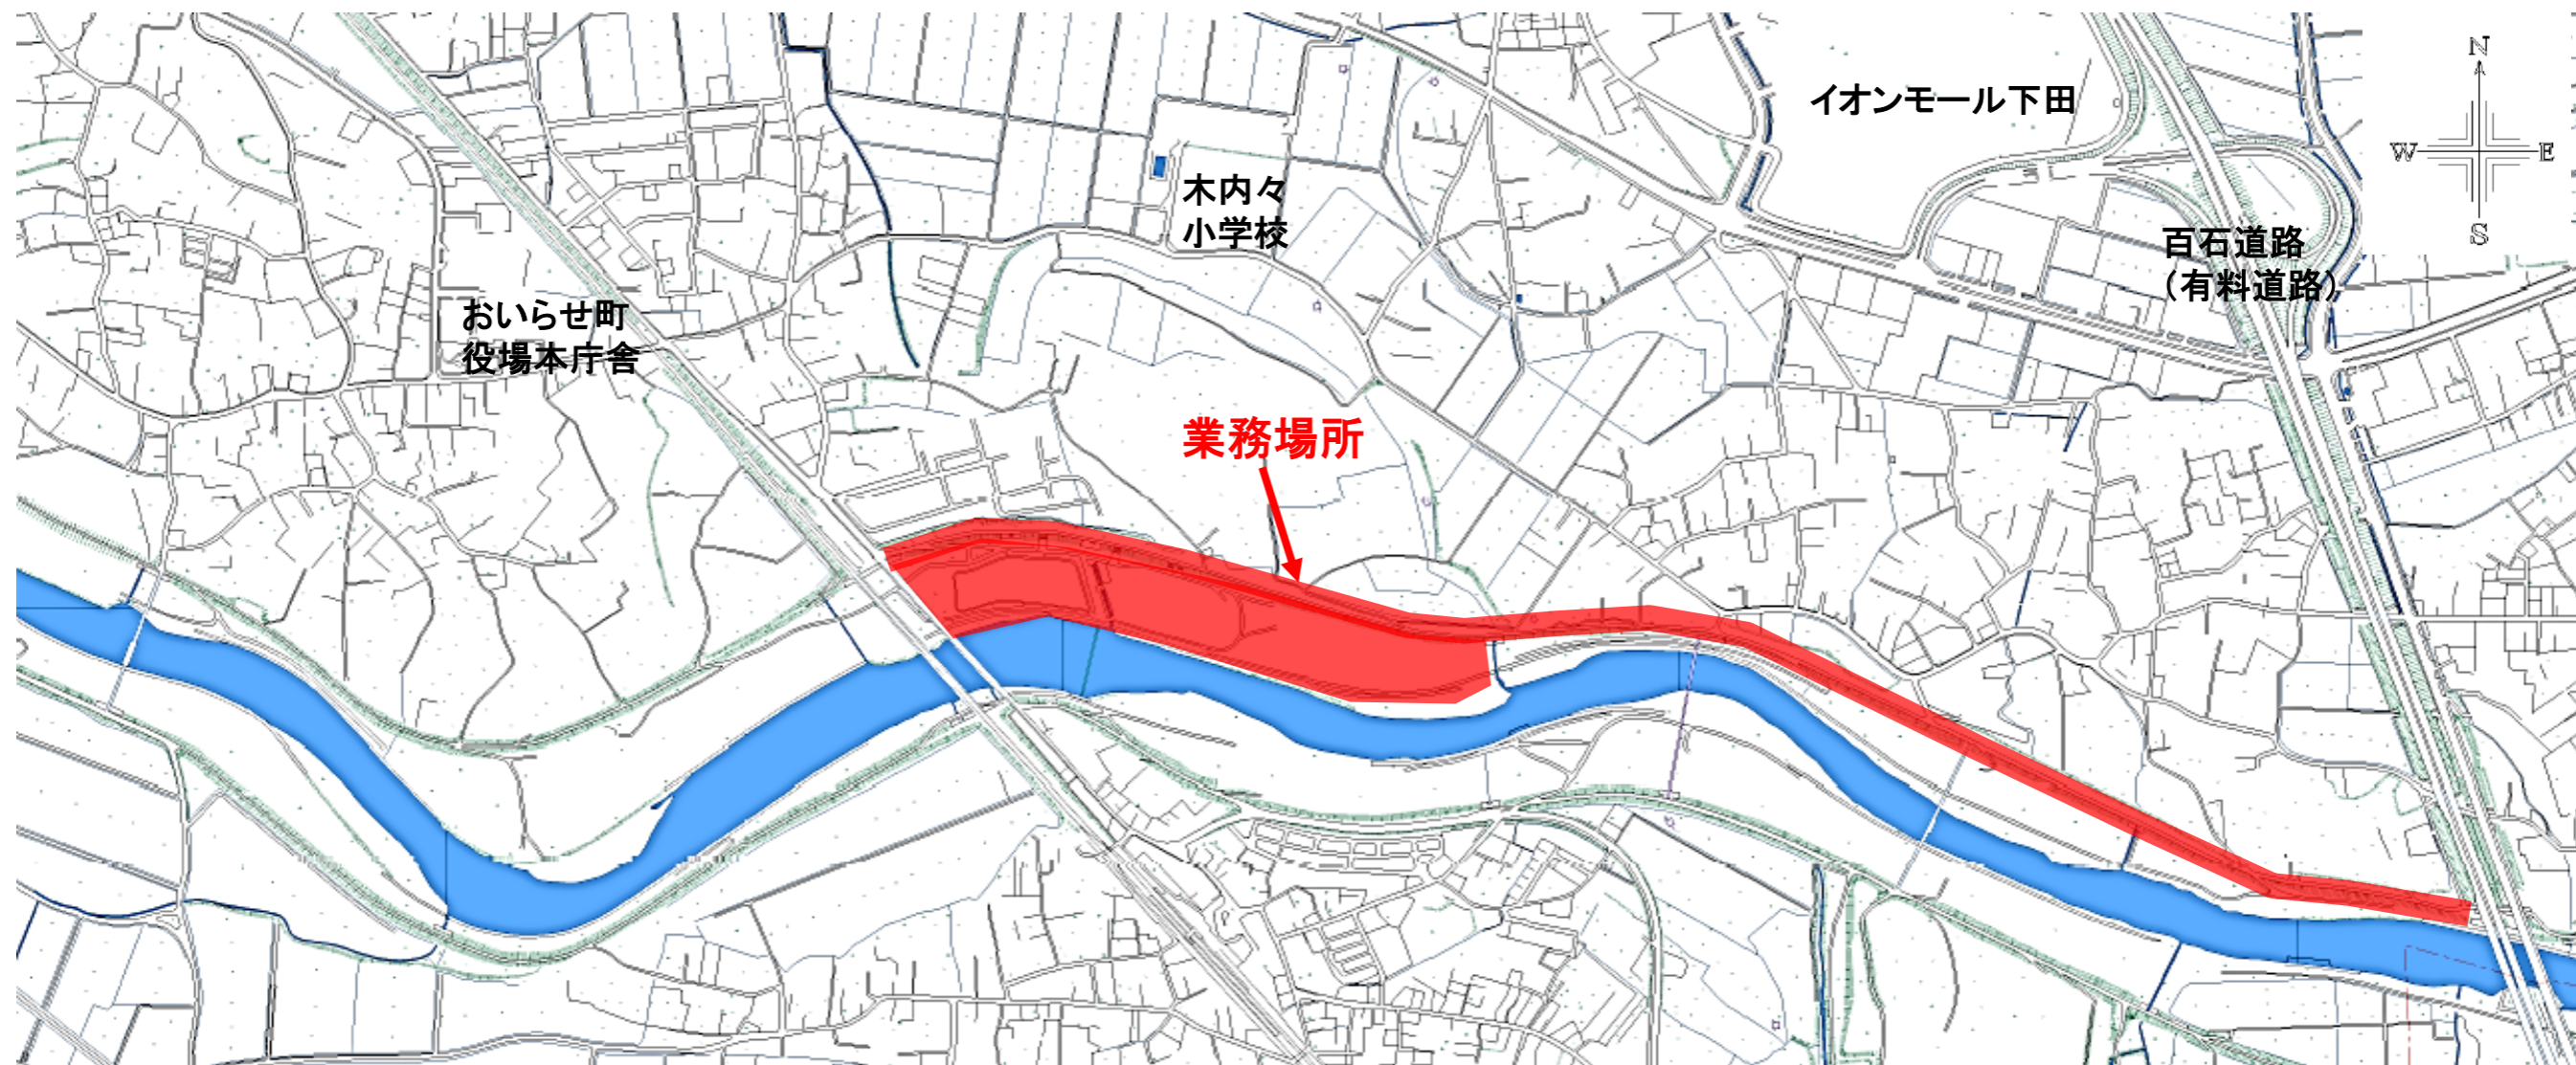 N
イオンモール下田
W
E
木内々
小学校
S
百石道路
（有料道路）
おいらせ町
役場本庁舎
業務場所